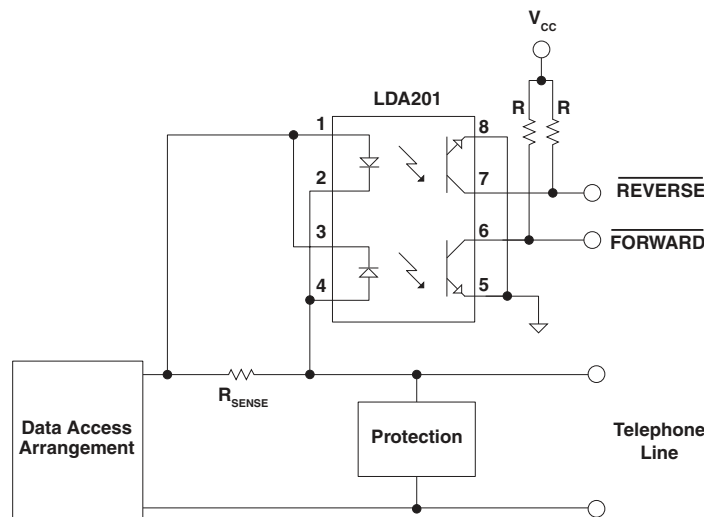 V_CC
LDA201
R R
1
2
3
4
8
7
6
5
REVERSE
FORWARD
R_SENSE
Data Access
Arrangement
Protection
Telephone
Line